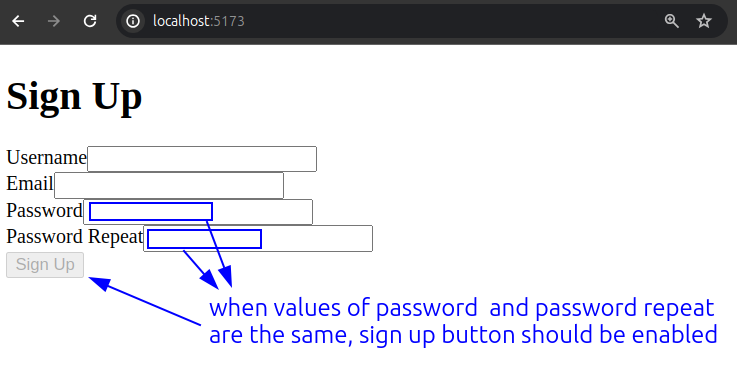 localhost:5173
Sign Up
Username
Email
Password
Password Repeat
Sign Up
when values of password and password repeat
are the same, sign up button should be enabled